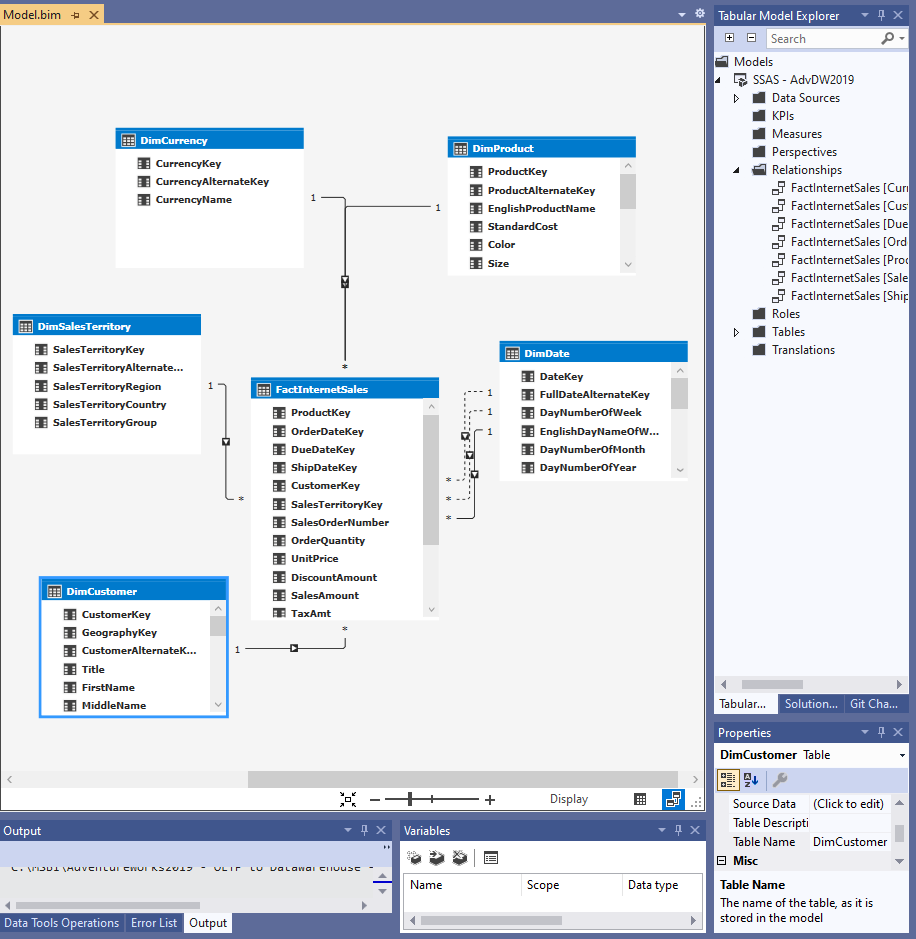 Model.bim
DimCurrency
CurrencyKey
CurrencyAlternateKey
CurrencyName
1
DimProduct
ProductKey
ProductAlternateKey
EnglishProductName
StandardCost
Color
Size
1
*
DimSalesTerritory
SalesTerritoryKey
SalesTerritoryAlternate...
SalesTerritoryRegion
SalesTerritoryCountry
SalesTerritoryGroup
1
*
FactInternetSales
ProductKey
OrderDateKey
DueDateKey
ShipDateKey
CustomerKey
SalesTerritoryKey
SalesOrderNumber
OrderQuantity
UnitPrice
DiscountAmount
SalesAmount
TaxAmt
*
DimDate
DateKey
FullDateAlternateKey
DayNumberOfWeek
EnglishDayNameOfW...
DayNumberOfMonth
DayNumberOfYear
1
1
1
*
*
*
DimCustomer
CustomerKey
GeographyKey
CustomerAlternateK...
Title
FirstName
MiddleName
1
Display
Tabular Model Explorer
Search
Models
SSAS - AdvDW2019
Data Sources
KPIs
Measures
Perspectives
Relationships
FactInternetSales [Curr
FactInternetSales [Cus
FactInternetSales [Due
FactInternetSales [Ord
FactInternetSales [Proc
FactInternetSales [Sale
FactInternetSales [Ship
Roles
Tables
Translations
Tabular...
Solution...
Git Cha...
Properties
DimCustomer Table
Source Data (Click to edit)
Table Descripti
Table Name DimCustomer
Misc
Table Name
The name of the table, as it is
stored in the model
Output
C:\MSBI\AdventureWorks2019 - OLTP to DataWarehouse -
Data Tools Operations
Error List
Output
Variables
Name
Scope
Data type